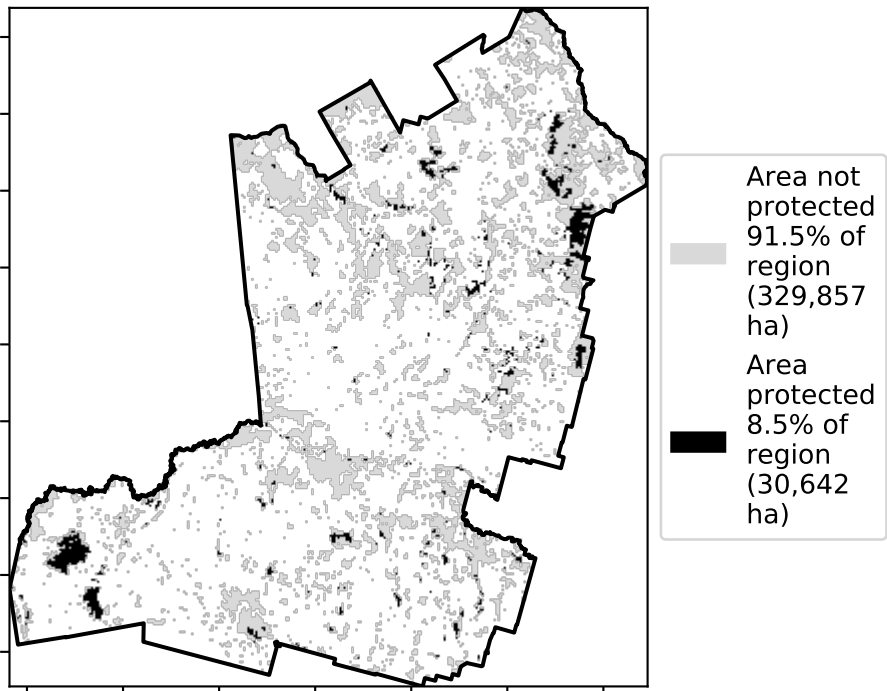 Area not
protected
91.5% of
region
(329,857
ha)
Area
protected
8.5% of
region
(30,642
ha)